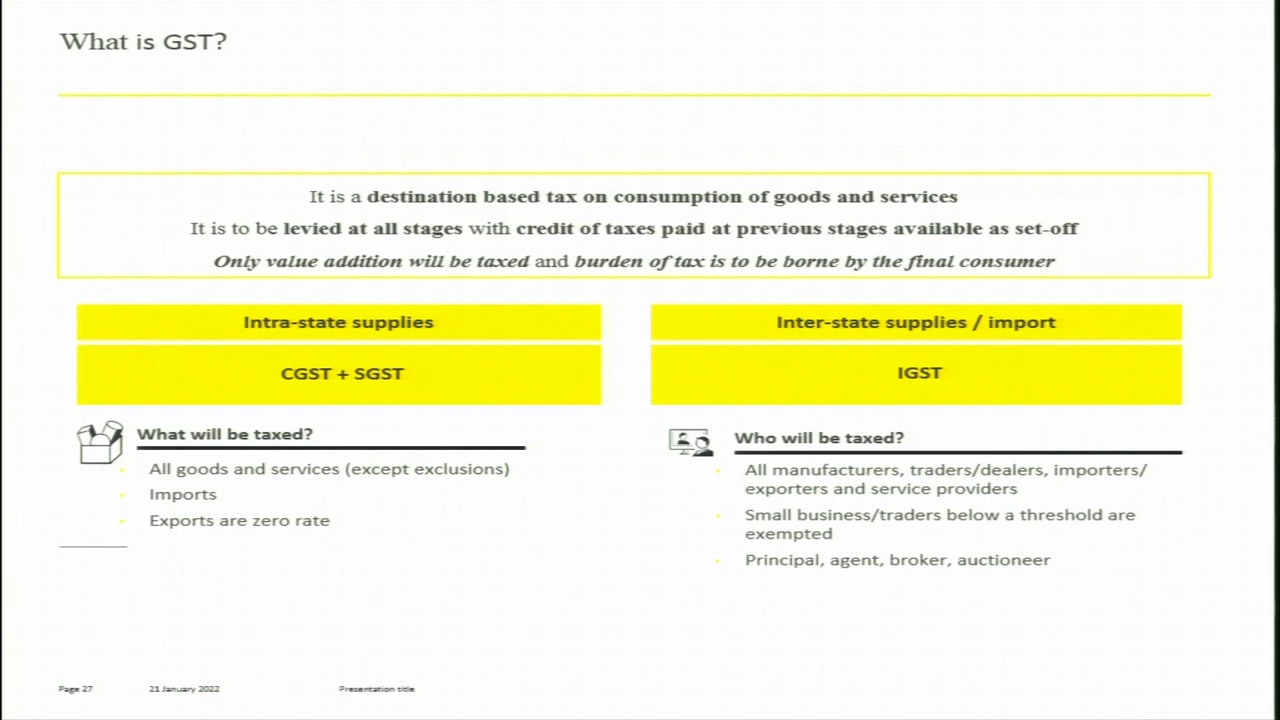 What is GST?
It is a destination based tax on consumption of goods and services
It is to be levied at all stages with credit of taxes paid at previous stages available as set-off
Only value addition will be taxed and burden of tax is to be borne by the final consumer
Intra-state supplies
CGST + SGST
What will be taxed?
All goods and services (except exclusions)
Imports
Exports are zero rate
Inter-state supplies / import
IGST
Who will be taxed?
All manufacturers, traders/dealers, importers/
exporters and service providers
Small business/traders below a threshold are
exempted
Principal, agent, broker, auctioneer
Page 27
21 January 2022
Presentation title